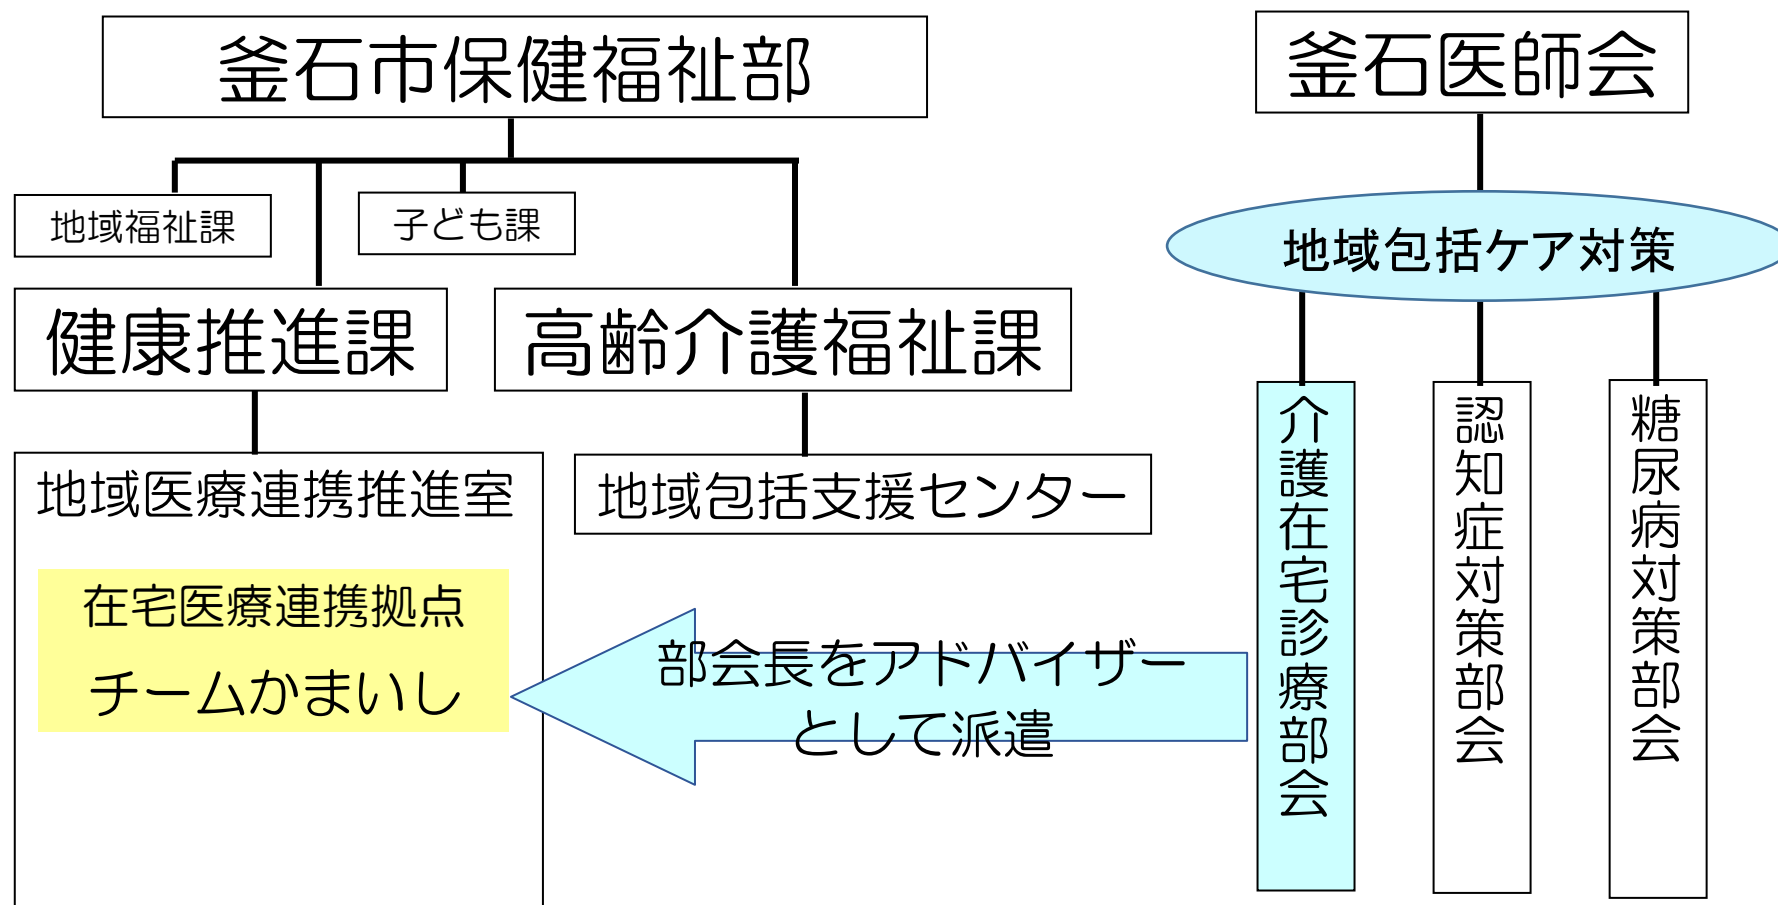 釜石市保健福祉部
地域福祉課
子ども課
健康推進課
高齢介護福祉課
地域医療連携推進室
在宅医療連携拠点
チームかまいし
地域包括支援センター
部会長をアドバイザー
として派遣
釜石医師会
地域包括ケア対策
介護在宅診療部会
認知症対策部会
糖尿病対策部会